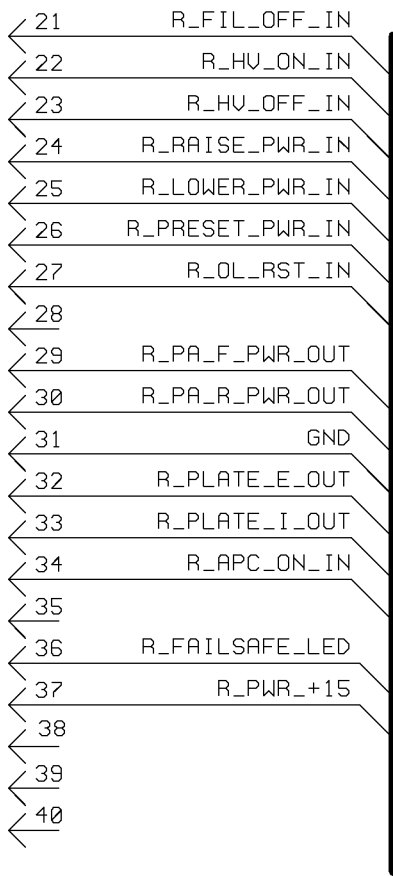 21 R_FIL_OFF_IN
22 R_HV_ON_IN
23 R_HV_OFF_IN
24 R_RAISE_PWR_IN
25 R_LOWER_PWR_IN
26 R_PRESET_PWR_IN
27 R_OL_RST_IN
28
29 R_PA_F_PWR_OUT
30 R_PA_R_PWR_OUT
31 GND
32 R_PLATE_E_OUT
33 R_PLATE_I_OUT
34 R_APC_ON_IN
35
36 R_FAILSAFE_LED
37 R_PWR_+15
38
39
40